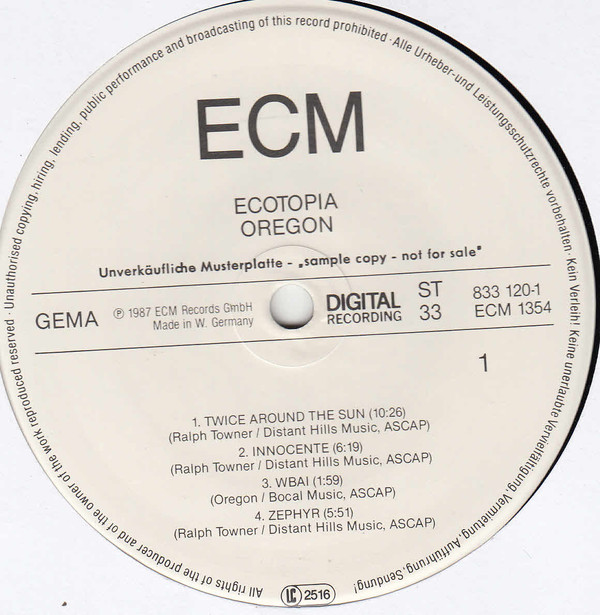 All rights of the producer and of the owner of the work reproduced reserved · Unauthorised copying, hiring, lending, public performance and broadcasting of this record prohibited · Alle Urheber-und Leistungsschutzrechte vorbehalten · Kein Verleih! Keine unerlaubte Vervielfältigung, Vermietung, Aufführung, Sendung!
ECM
ECOTOPIA
OREGON
Unverkäufliche Musterplatte - „sample copy - not for sale"
GEMA
℗ 1987 ECM Records GmbH
Made in W. Germany
DIGITAL
RECORDING
ST
33
833 120-1
ECM 1354
1
1. TWICE AROUND THE SUN (10:26)
(Ralph Towner / Distant Hills Music, ASCAP)
2. INNOCENTE (6:19)
(Ralph Towner / Distant Hills Music, ASCAP)
3. WBAI (1:59)
(Oregon / Bocal Music, ASCAP)
4. ZEPHYR (5:51)
(Ralph Towner / Distant Hills Music, ASCAP)
LC 2516